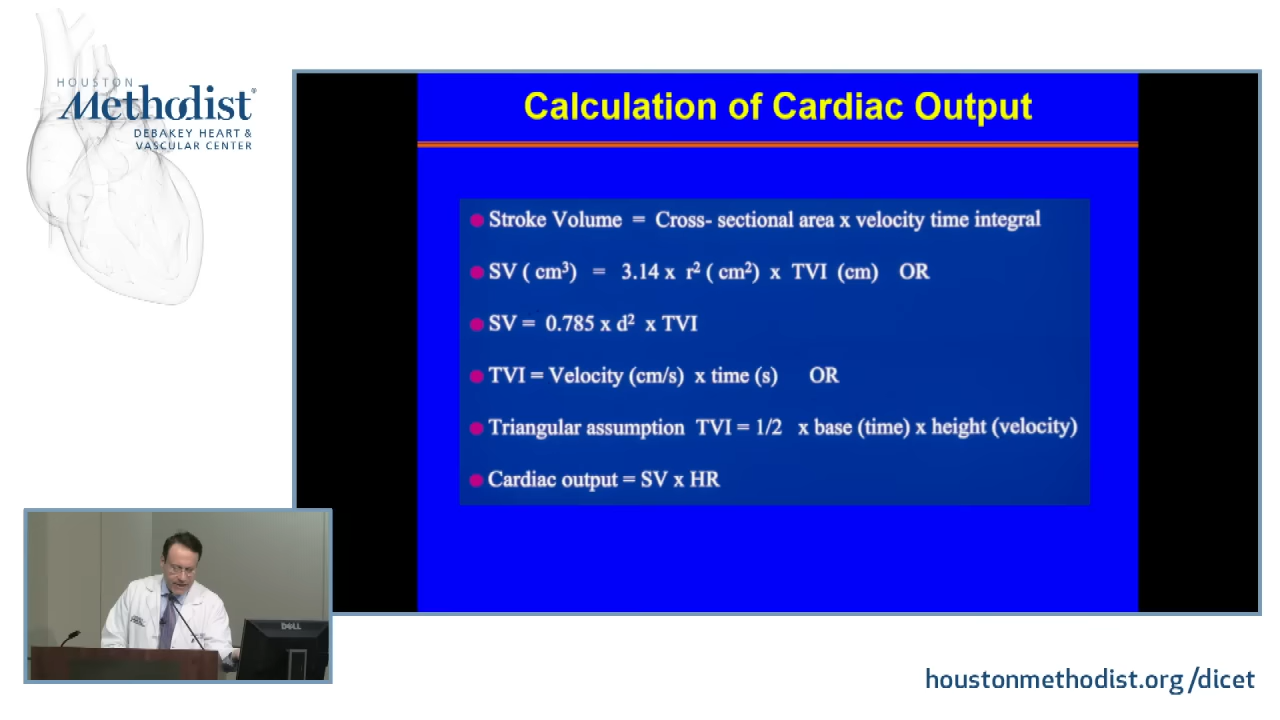 HOUSTON
Methodist®
DEBAKEY HEART &
VASCULAR CENTER
Calculation of Cardiac Output
Stroke Volume = Cross- sectional area x velocity time integral
SV ( cm³) = 3.14 x r² ( cm²) x TVI (cm) OR
SV = 0.785 x d² x TVI
TVI = Velocity (cm/s) x time (s) OR
Triangular assumption TVI = 1/2 x base (time) x height (velocity)
Cardiac output = SV x HR
DELL
houstonmethodist.org/dicet